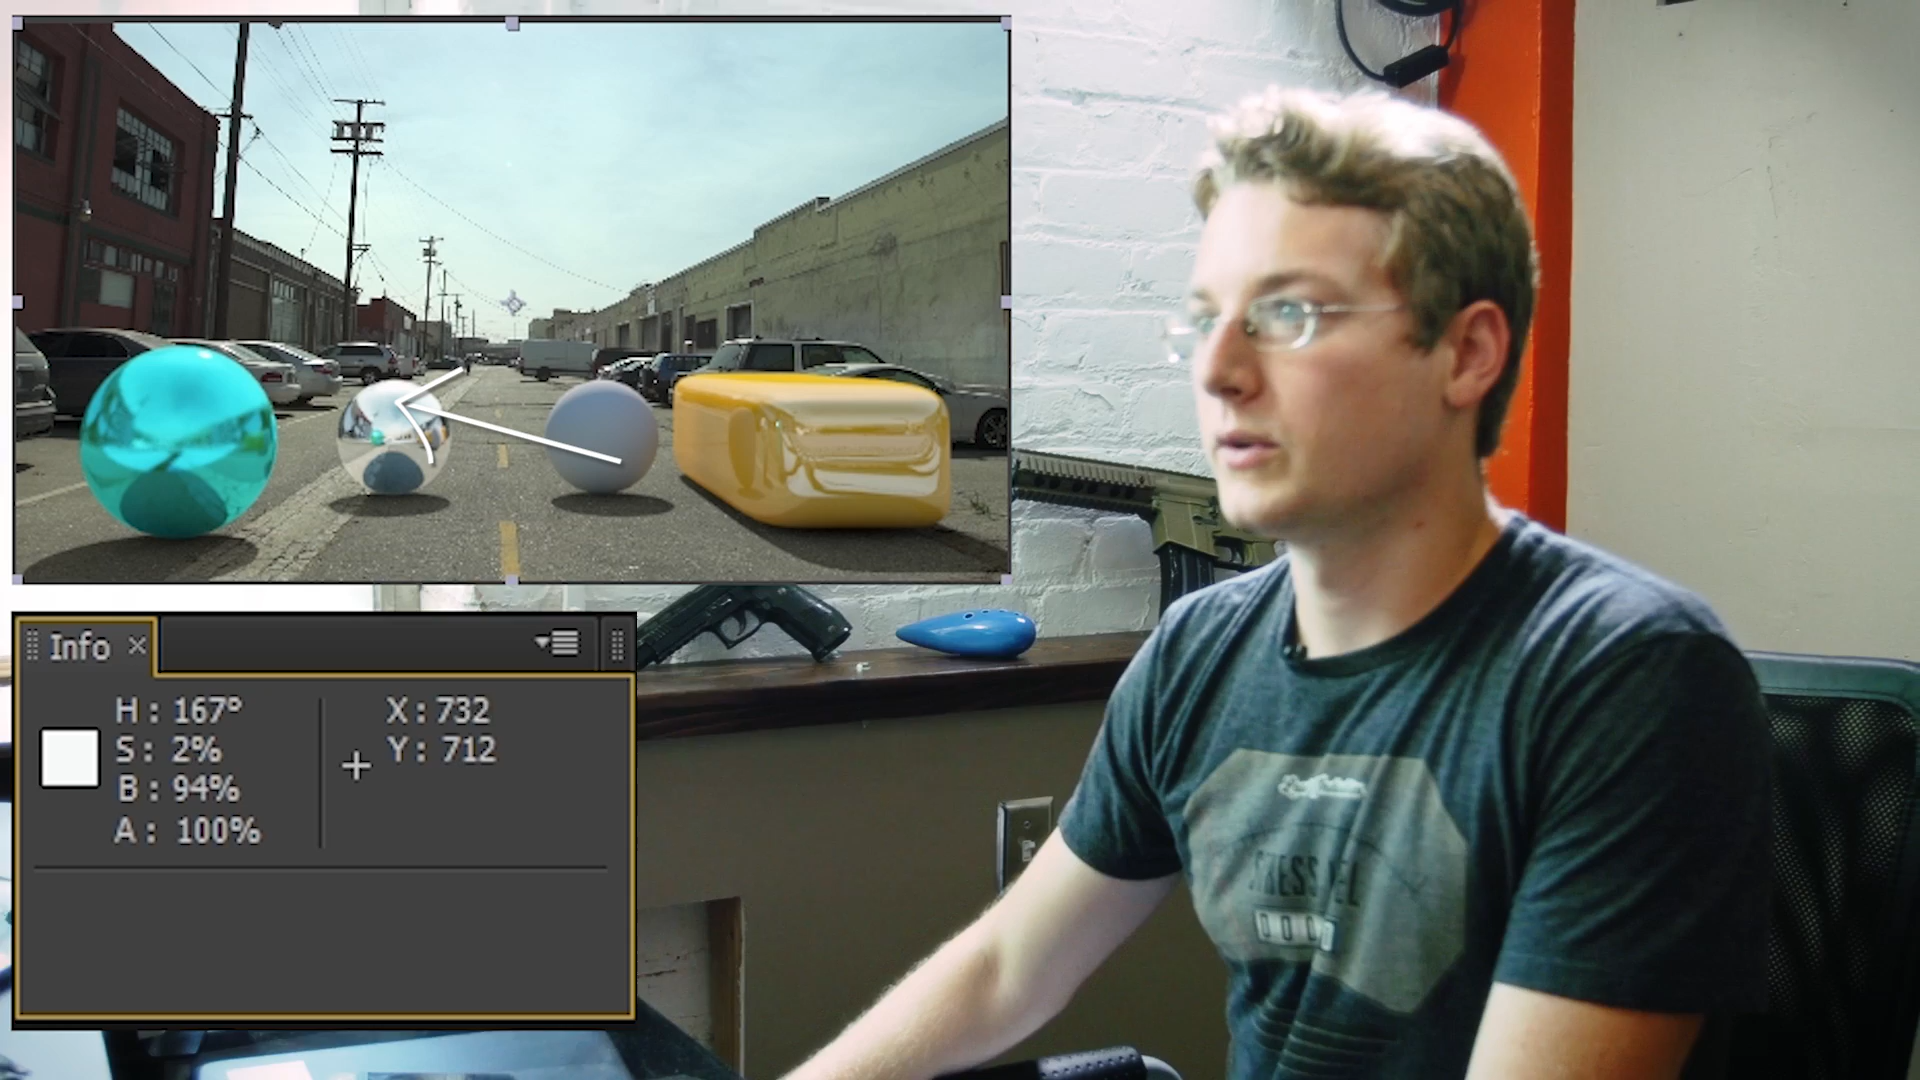 Info
H : 167°
S : 2%
B : 94%
A : 100%
X : 732
Y : 712